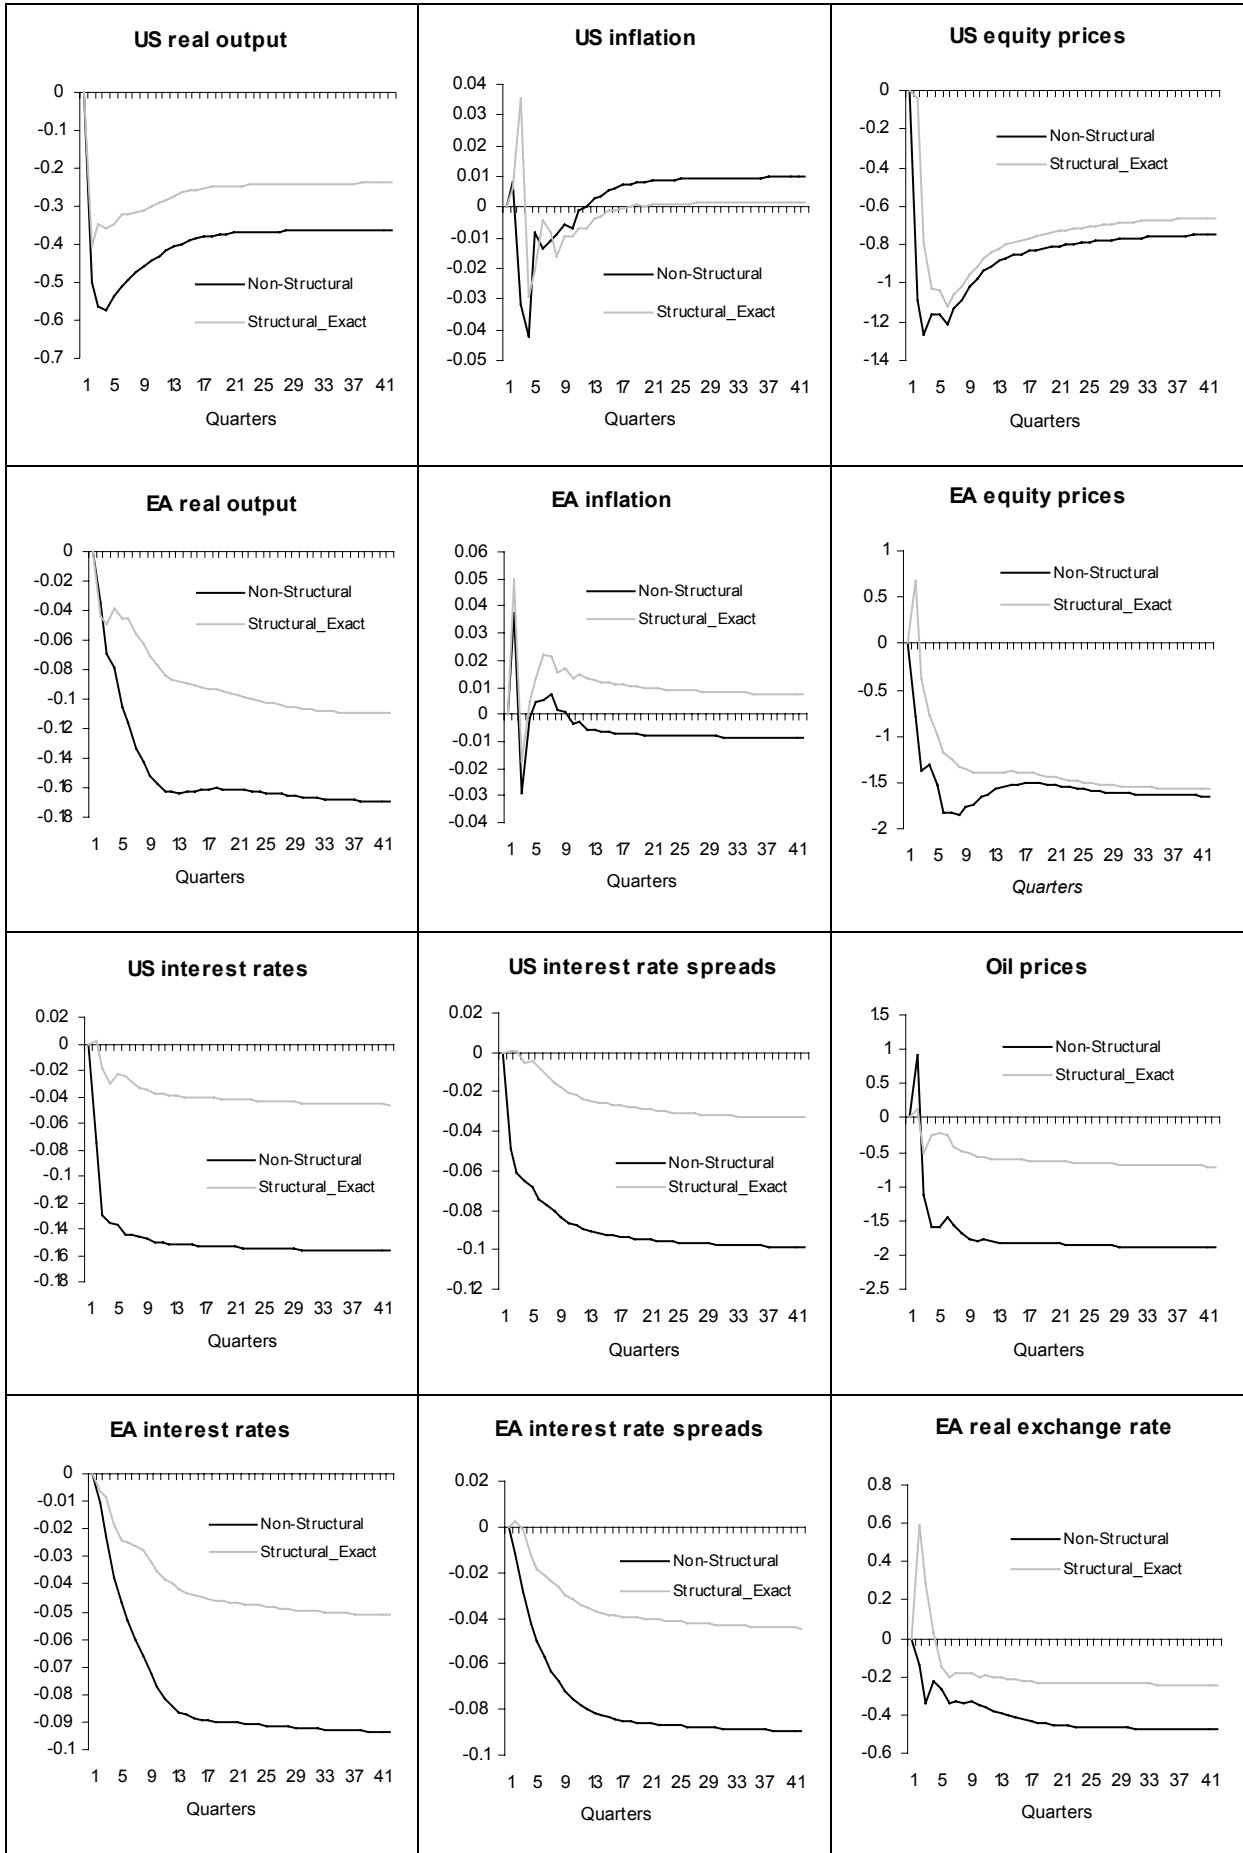 US real output
0
-0.1
-0.2
-0.3
-0.4
-0.5
-0.6
-0.7
Non-Structural
Structural_Exact
1 5 9 13 17 21 25 29 33 37 41
Quarters
US inflation
0.04
0.03
0.02
0.01
0
-0.01
-0.02
-0.03
-0.04
-0.05
Non-Structural
Structural_Exact
1 5 9 13 17 21 25 29 33 37 41
Quarters
US equity prices
0
-0.2
-0.4
-0.6
-0.8
-1
-1.2
-1.4
Non-Structural
Structural_Exact
1 5 9 13 17 21 25 29 33 37 41
Quarters
EA real output
0
-0.02
-0.04
-0.06
-0.08
-0.1
-0.12
-0.14
-0.16
-0.18
Non-Structural
Structural_Exact
1 5 9 13 17 21 25 29 33 37 41
Quarters
EA inflation
0.06
0.05
0.04
0.03
0.02
0.01
0
-0.01
-0.02
-0.03
-0.04
Non-Structural
Structural_Exact
1 5 9 13 17 21 25 29 33 37 41
Quarters
EA equity prices
1
0.5
0
-0.5
-1
-1.5
-2
Non-Structural
Structural_Exact
1 5 9 13 17 21 25 29 33 37 41
Quarters
US interest rates
0.02
0
-0.02
-0.04
-0.06
-0.08
-0.1
-0.12
-0.14
-0.16
-0.18
Non-Structural
Structural_Exact
1 5 9 13 17 21 25 29 33 37 41
Quarters
US interest rate spreads
0.02
0
-0.02
-0.04
-0.06
-0.08
-0.1
-0.12
Non-Structural
Structural_Exact
1 5 9 13 17 21 25 29 33 37 41
Quarters
Oil prices
1.5
1
0.5
0
-0.5
-1
-1.5
-2
-2.5
Non-Structural
Structural_Exact
1 5 9 13 17 21 25 29 33 37 41
Quarters
EA interest rates
0
-0.01
-0.02
-0.03
-0.04
-0.05
-0.06
-0.07
-0.08
-0.09
-0.1
Non-Structural
Structural_Exact
1 5 9 13 17 21 25 29 33 37 41
Quarters
EA interest rate spreads
0.02
0
-0.02
-0.04
-0.06
-0.08
-0.1
Non-Structural
Structural_Exact
1 5 9 13 17 21 25 29 33 37 41
Quarters
EA real exchange rate
0.8
0.6
0.4
0.2
0
-0.2
-0.4
-0.6
Non-Structural
Structural_Exact
1 5 9 13 17 21 25 29 33 37 41
Quarters